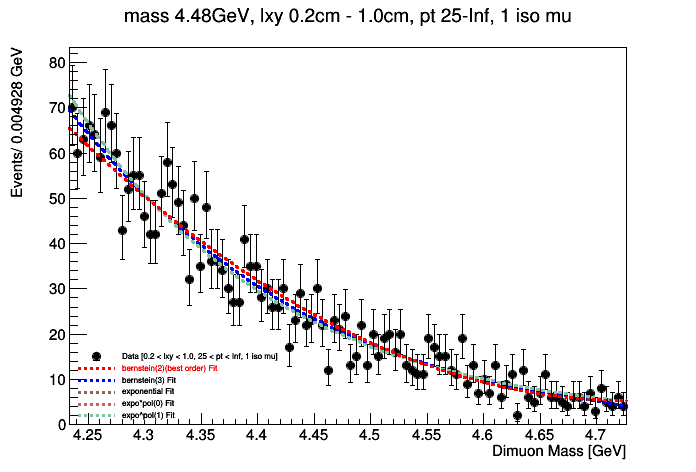 mass 4.48GeV, lxy 0.2cm - 1.0cm, pt 25-Inf, 1 iso mu
Events/ 0.004928 GeV
80
70
60
50
40
30
20
10
0
Data [0.2 < lxy < 1.0, 25 < pt < Inf, 1 iso mu]
bernstein(2)(best order) Fit
bernstein(3) Fit
exponential Fit
expo*pol(0) Fit
expo*pol(1) Fit
4.25 4.3 4.35 4.4 4.45 4.5 4.55 4.6 4.65 4.7
Dimuon Mass [GeV]